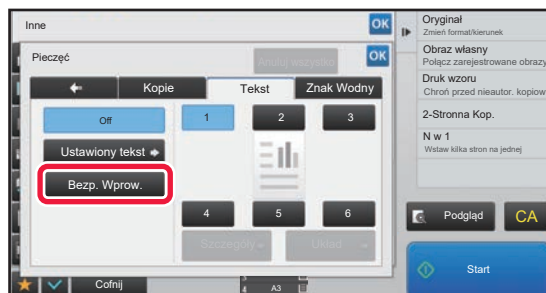 Inne
OK
Pieczęć
Anuluj wszystko
OK
Kopie
Tekst
Znak Wodny
Off
Ustawiony tekst
Bezp. Wprow.
1
2
3
4
5
6
Szczegóły
Układ
Cofnij
A3
4
Oryginał
Zmień format/kierunek
Obraz własny
Połącz zarejestrowane obrazy
Druk wzoru
Chroń przed nieautor. kopiow
2-Stronna Kop.
N w 1
Wstaw kilka stron na jednej
Podgląd
CA
Start